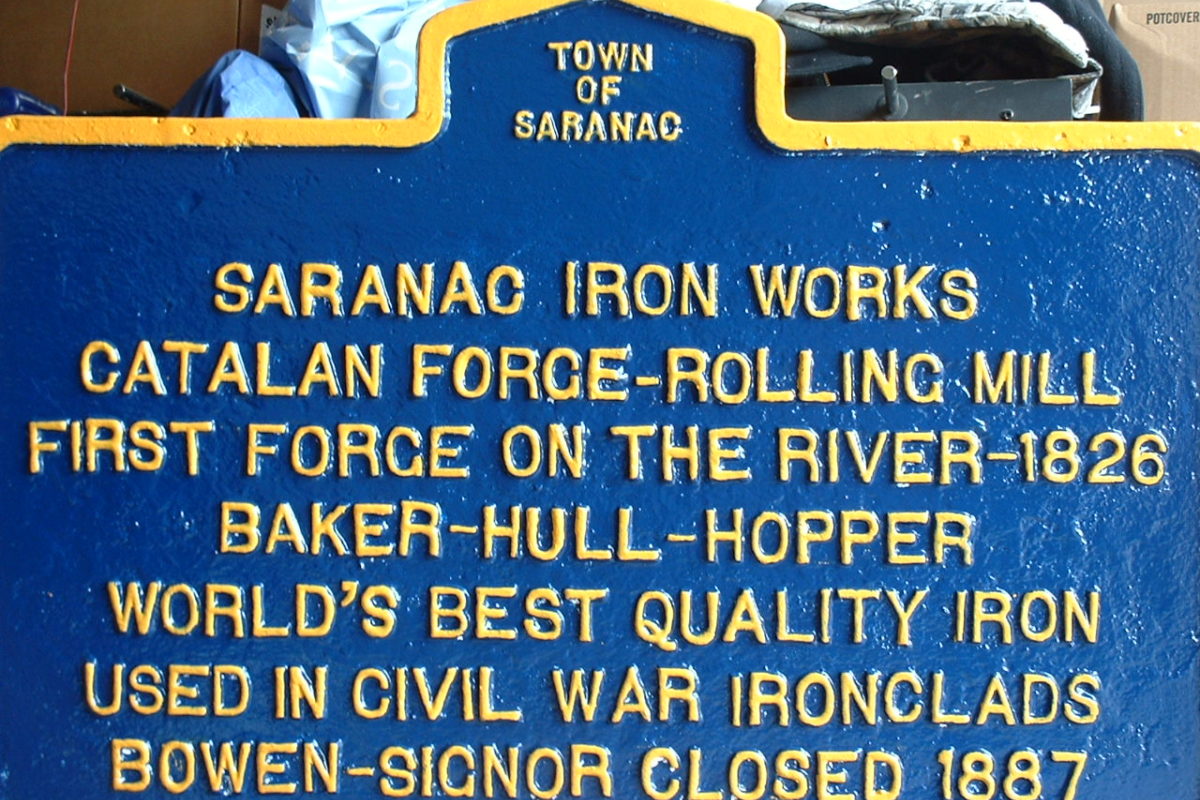 POTCOVER
TOWN
OF
SARANAC
SARANAC IRON WORKS
CATALAN FORGE-ROLLING MILL
FIRST FORGE ON THE RIVER-1826
BAKER-HULL-HOPPER
WORLD'S BEST QUALITY IRON
USED IN CIVIL WAR IRONCLADS
BOWEN-SIGNOR CLOSED 1887